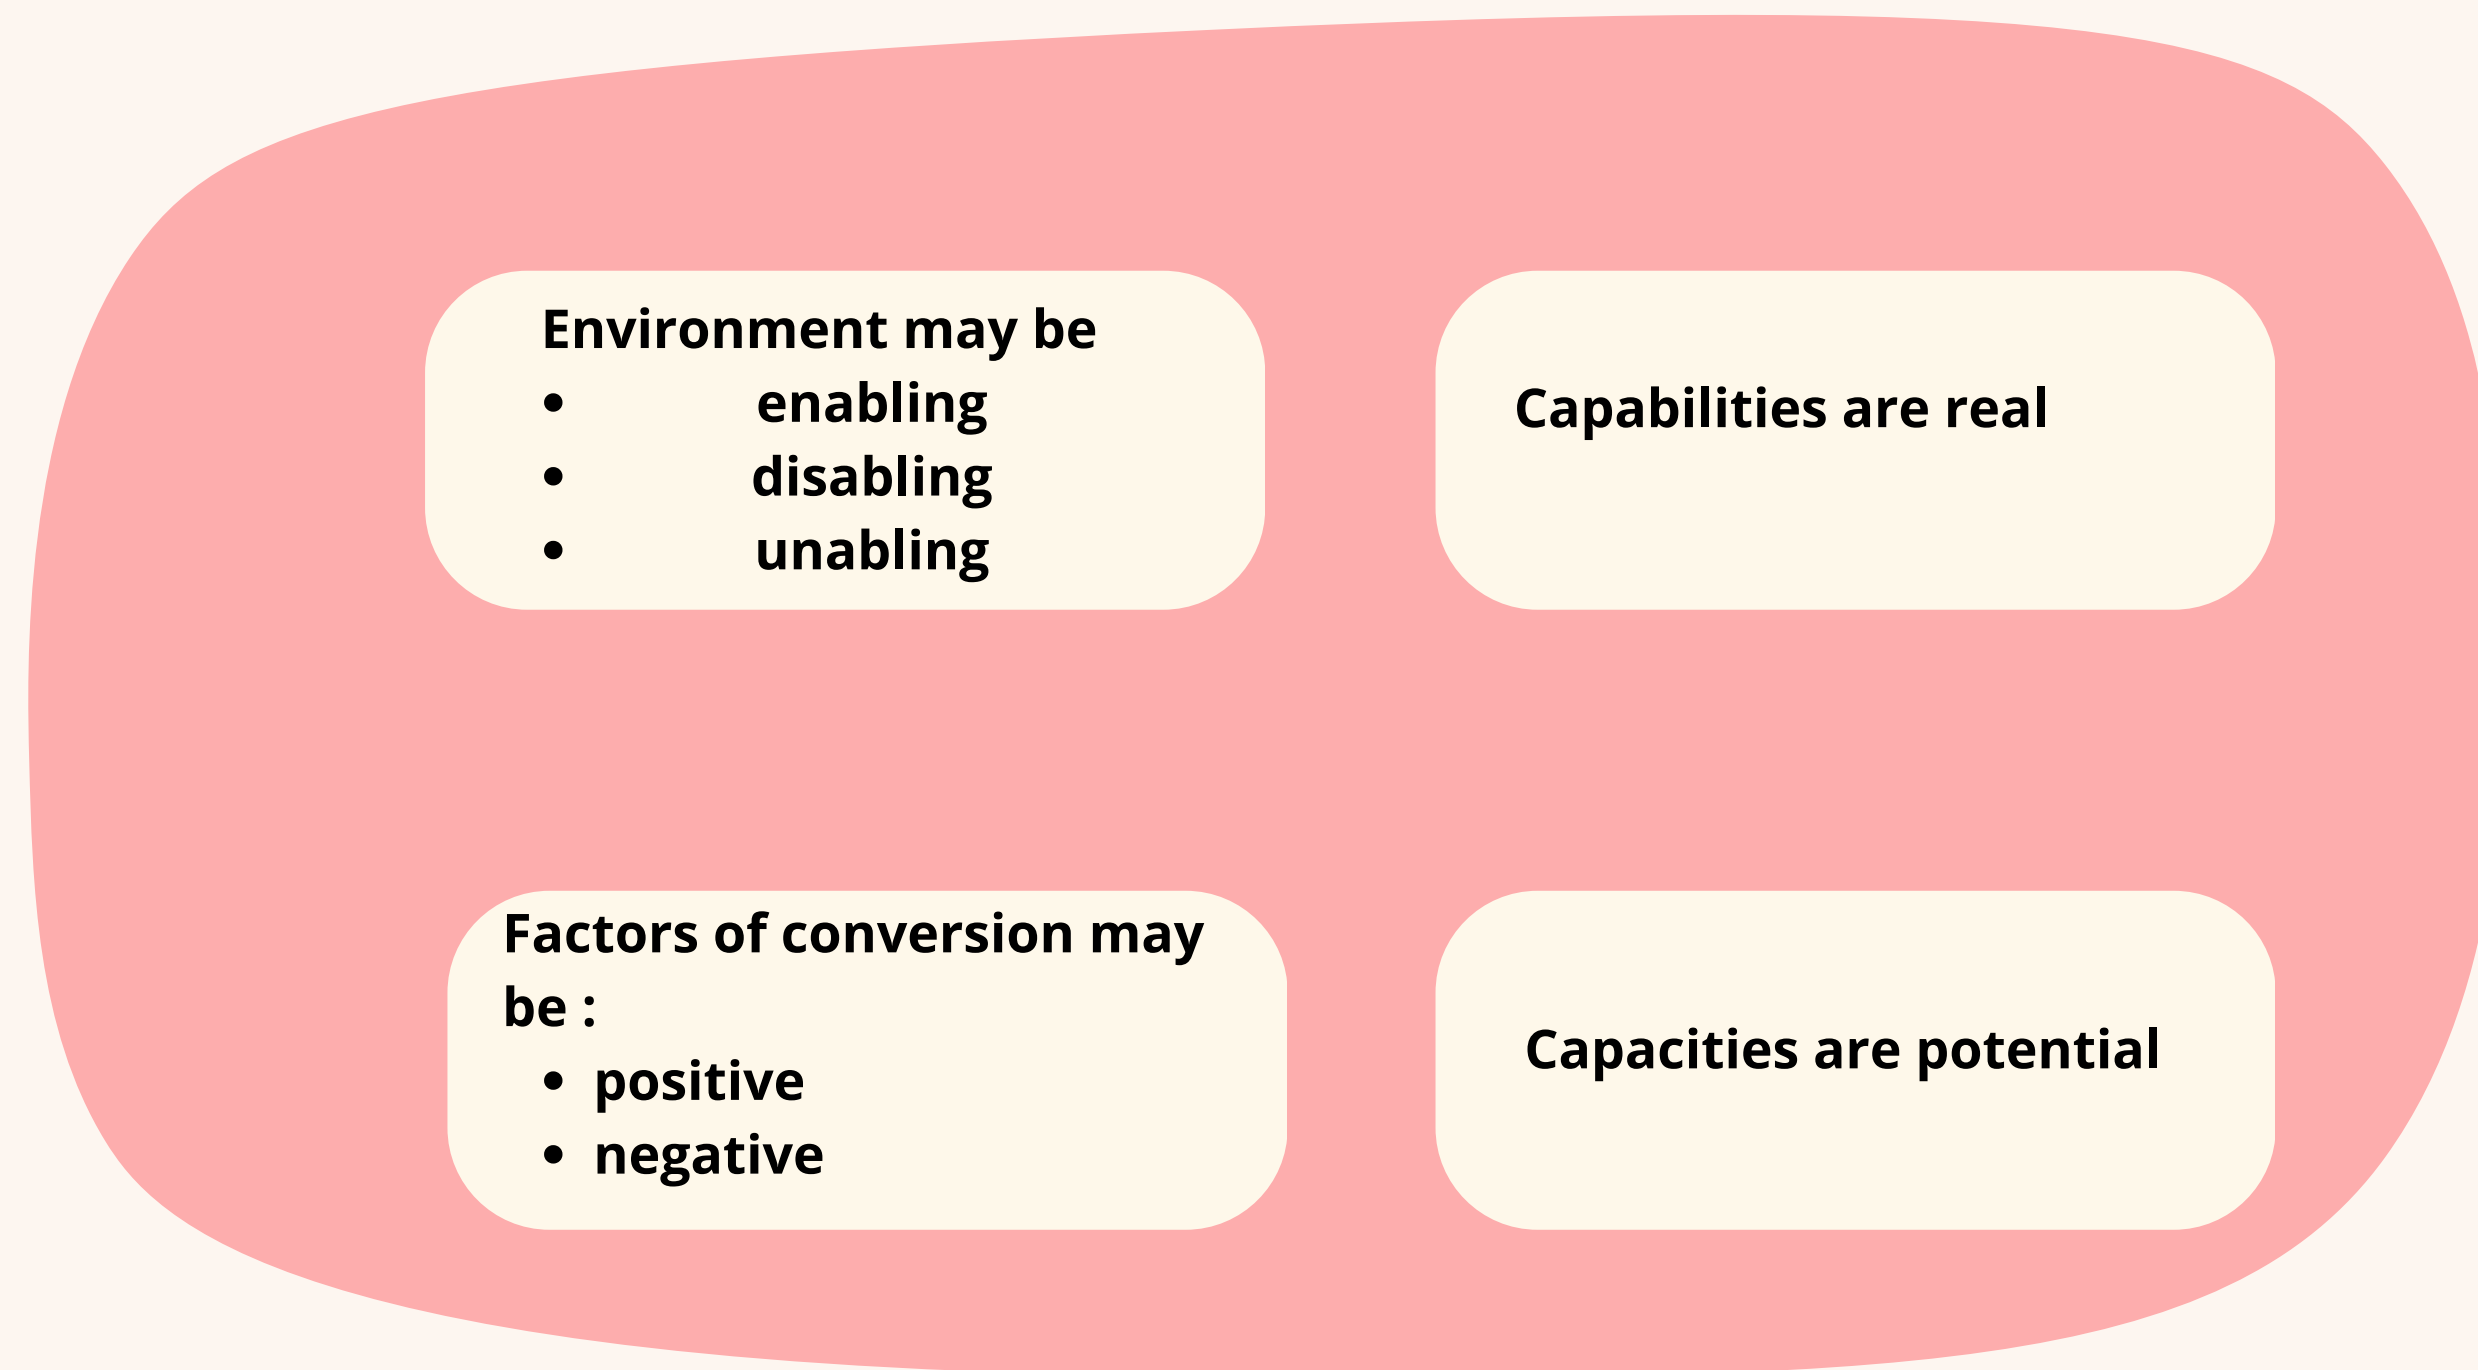 Environment may be
• enabling
• disabling
• unabling
Capabilities are real
Factors of conversion may
be :
• positive
• negative
Capacities are potential